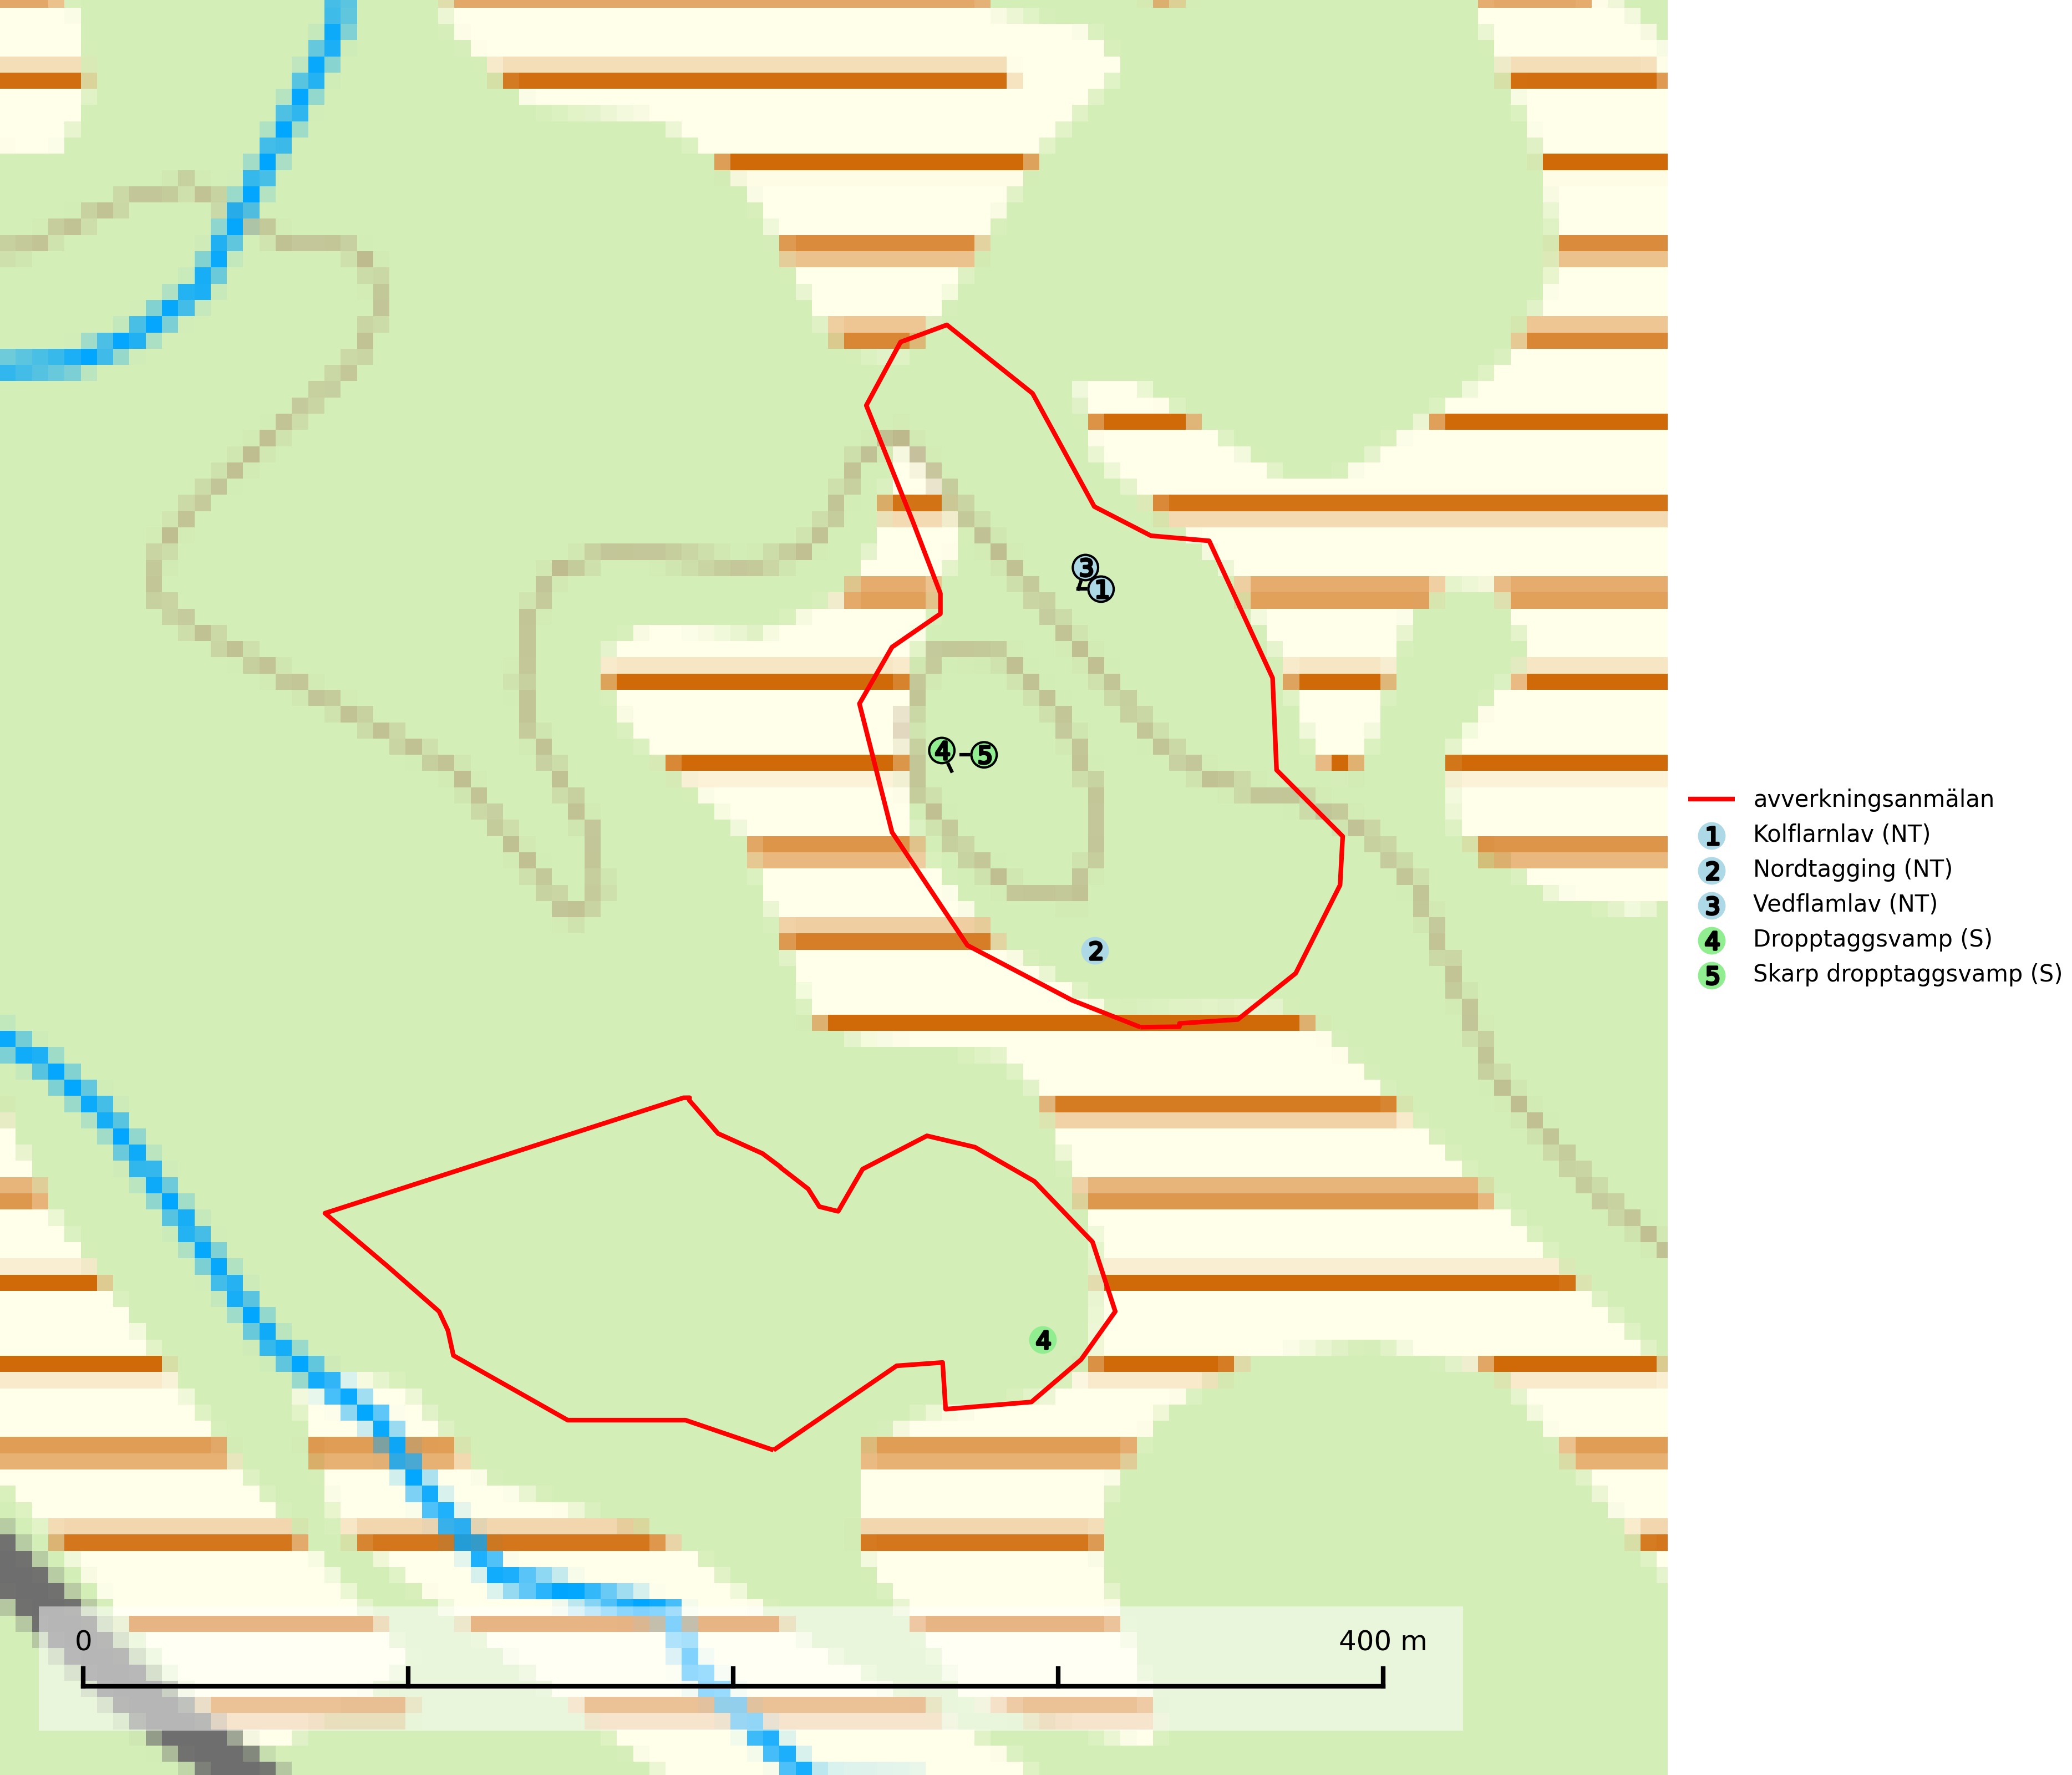 3
1
4
5
2
4
avverkningsanmälan
1 Kolflarnlav (NT)
2 Nordtagging (NT)
3 Vedflamlav (NT)
4 Dropptaggsvamp (S)
5 Skarp dropptaggsvamp (S)
0 400 m